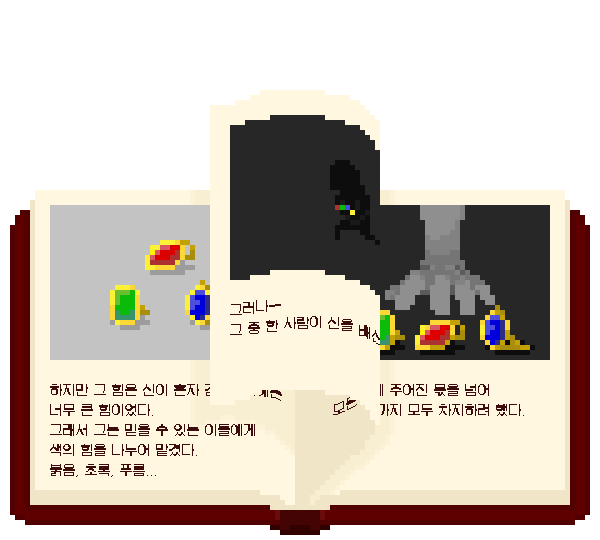 하지만 그 힘은 신이 혼자
너무 큰 힘이었다.
그래서 그는 믿을 수 있는 이들에게
색의 힘을 나누어 맡겼다.
붉음, 초록, 푸름...
그러나—
그 중 한 사람이 신을 배신
주어진 몫을 넘어
모든
까지 모두 차지하려 했다.